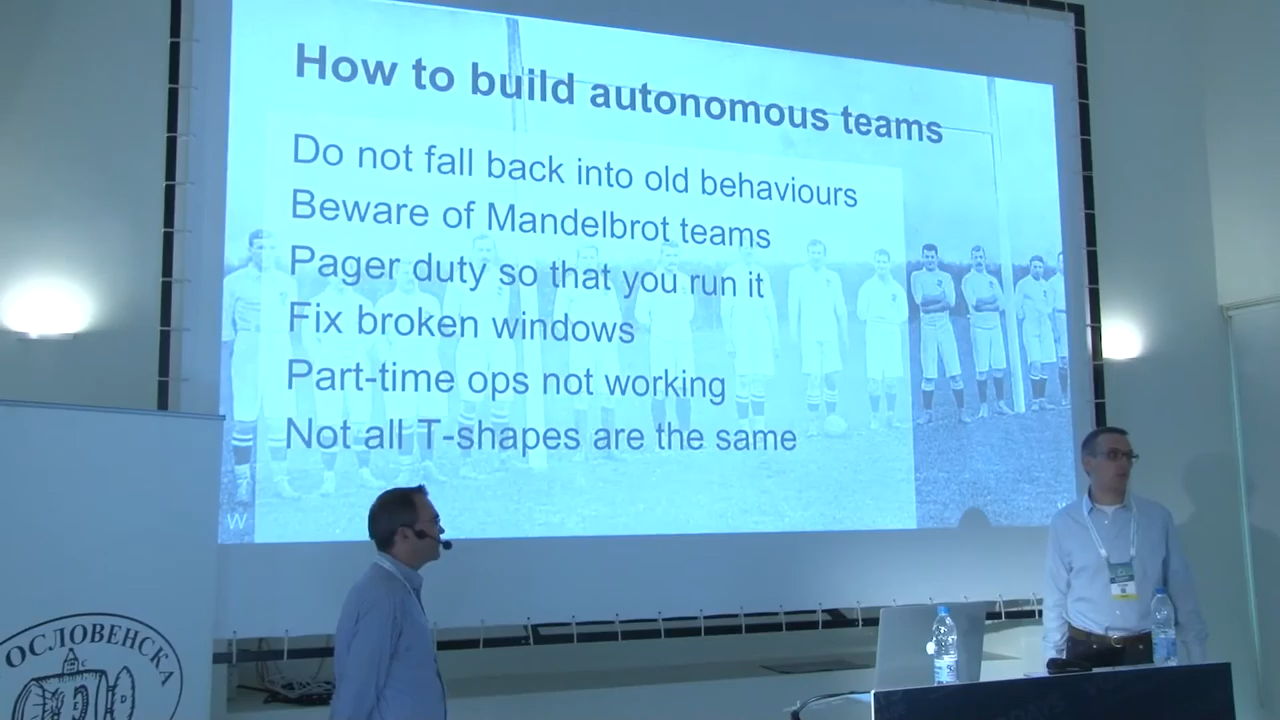 How to build autonomous teams
Do not fall back into old behaviours
Beware of Mandelbrot teams
Pager duty so that you run it
Fix broken windows
Part-time ops not working
Not all T-shapes are the same
W
ОСЛОВЕНСКА